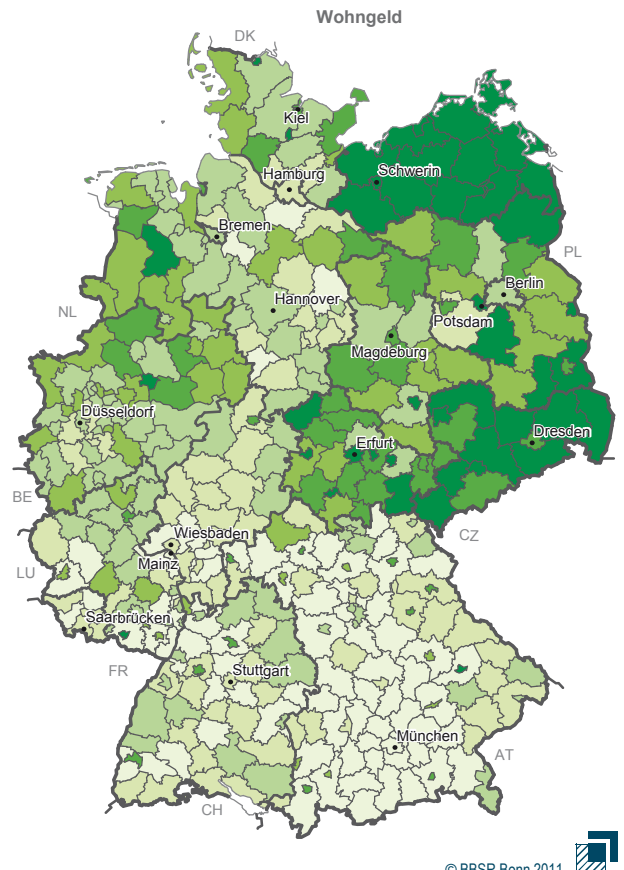 Wohngeld
DK
Kiel
Schwerin
Hamburg
Bremen
PL
Berlin
NL
Hannover
Potsdam
Magdeburg
Düsseldorf
Dresden
Erfurt
BE
Wiesbaden
CZ
Mainz
LU
Saarbrücken
FR
Stuttgart
München
AT
CH
© BBSR Bonn 2011